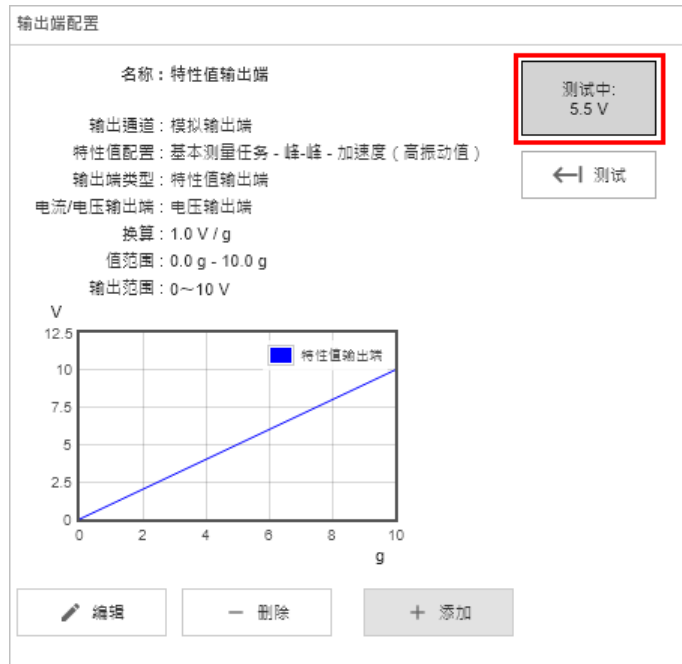 输出端配置
名称：特性值输出端
输出通道：模拟输出端
特性值配置：基本测量任务 - 峰-峰 - 加速度（高振动值）
输出端类型：特性值输出端
电流/电压输出端：电压输出端
换算：1.0 V / g
值范围：0.0 g - 10.0 g
输出范围：0～10 V
测试中:
5.5 V
测试
V
12.5
10
7.5
5
2.5
0
特性值输出端
0 2 4 6 8 10
g
编辑
删除
添加